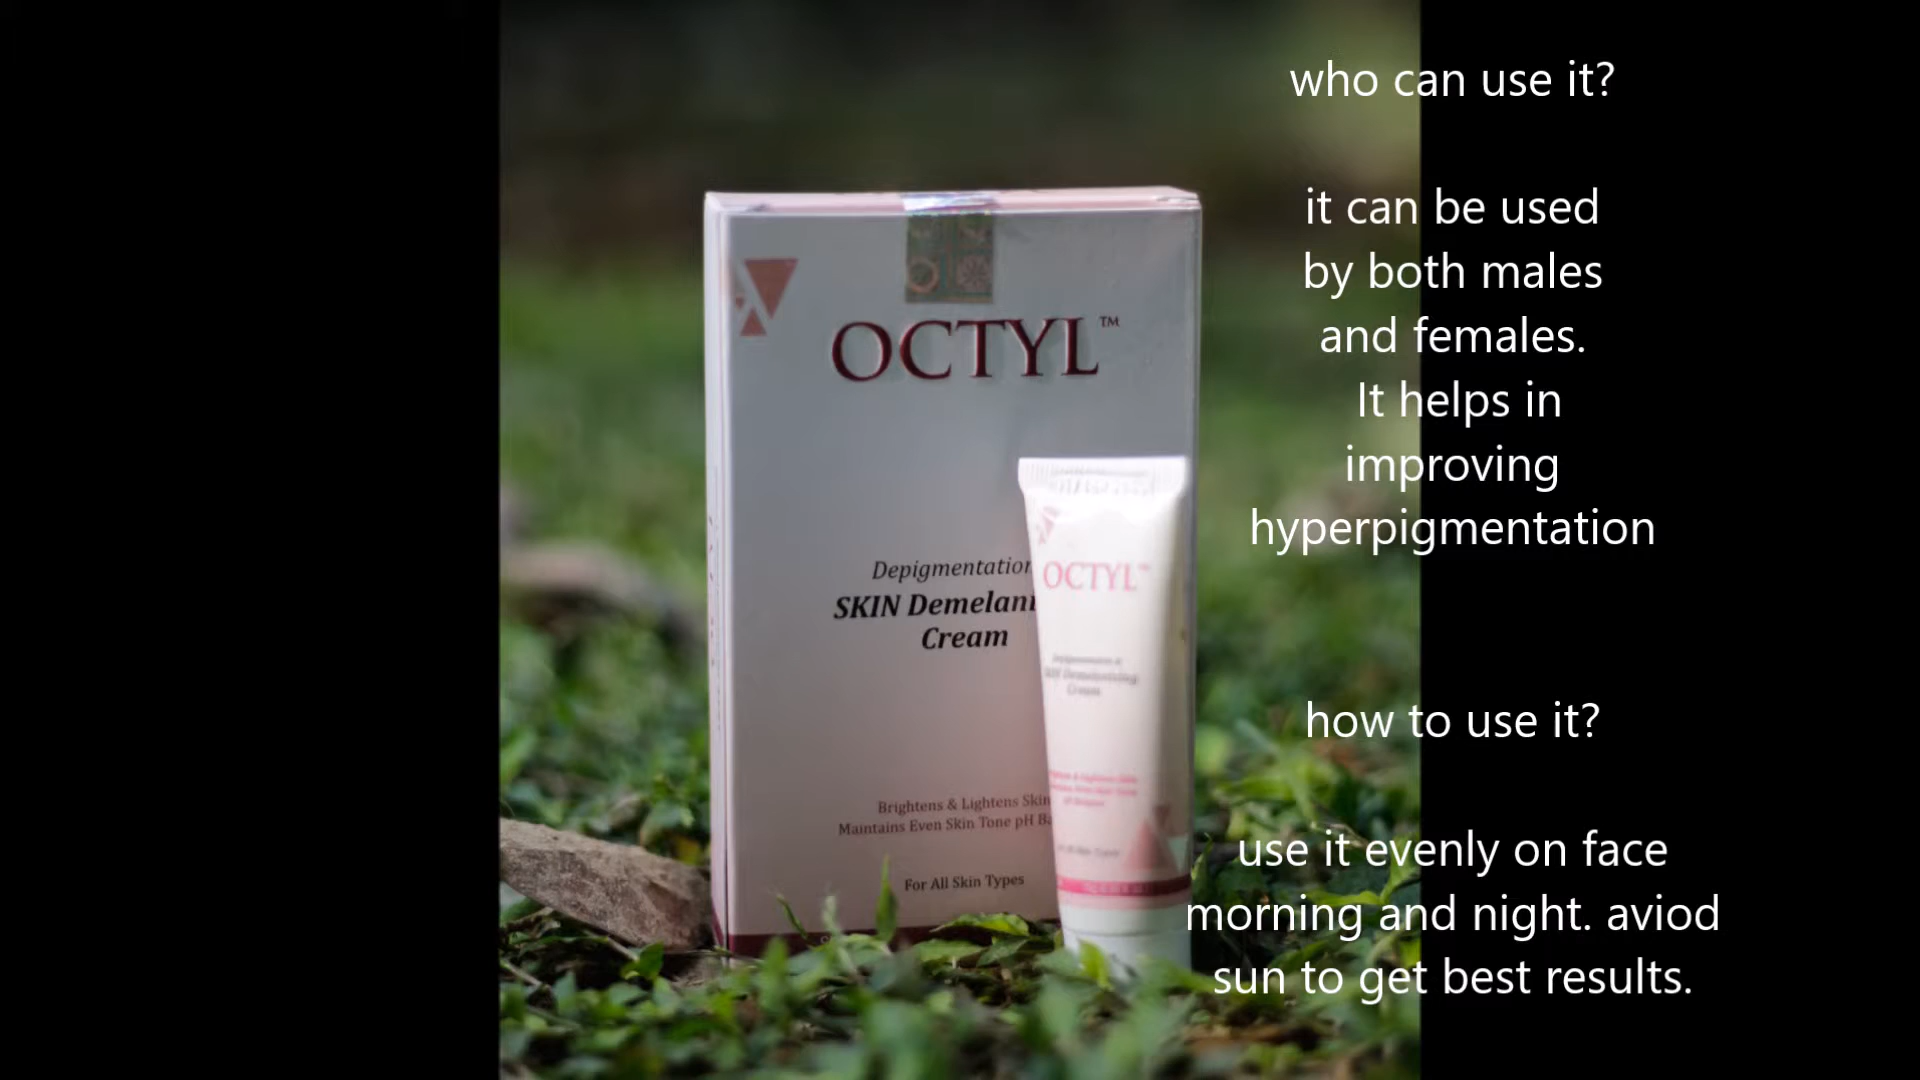 who can use it?
it can be used
by both males
and females.
It helps in
improving
hyperpigmentation
how to use it?
use it evenly on face
morning and night. aviod
sun to get best results.
OCTYL™
Depigmentation
SKIN
Cream
Brightens & Lightens Skin
Maintains Even Skin Tone pH
For All Skin Types
OCTYL™
Demelanizing
Cream